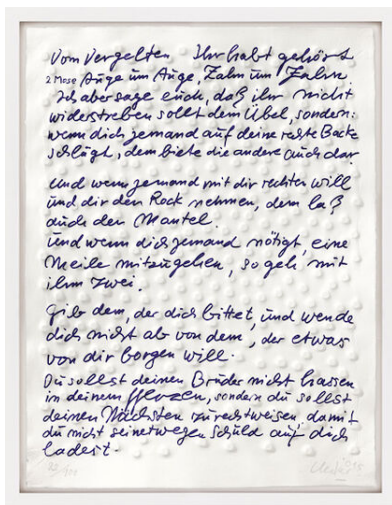 Vom Vergelten Ihr habt gehört
2 Mose Auge um Auge, Zahn um Zahn
Ich aber sage euch, daß ihr nicht
widerstreben sollt dem Übel, sondern:
wenn dich jemand auf deine rechte Backe
schlägt, dem biete die andere auch dar.
Und wenn jemand mit dir rechten will
und dir den Rock nehmen, dem laß
auch den Mantel.
Und wenn dich jemand nötigt, eine
Meile mitzugehen, so geh mit
ihm zwei.
Gib dem, der dich bittet, und wende
dich nicht ab von dem, der etwas
von dir borgen will.
Du sollst deinen Bruder nicht hassen
in deinem Herzen, sondern du sollst
deinen Nächsten zurechtweisen damit
du nicht seinetwegen Schuld auf dich
ladest.